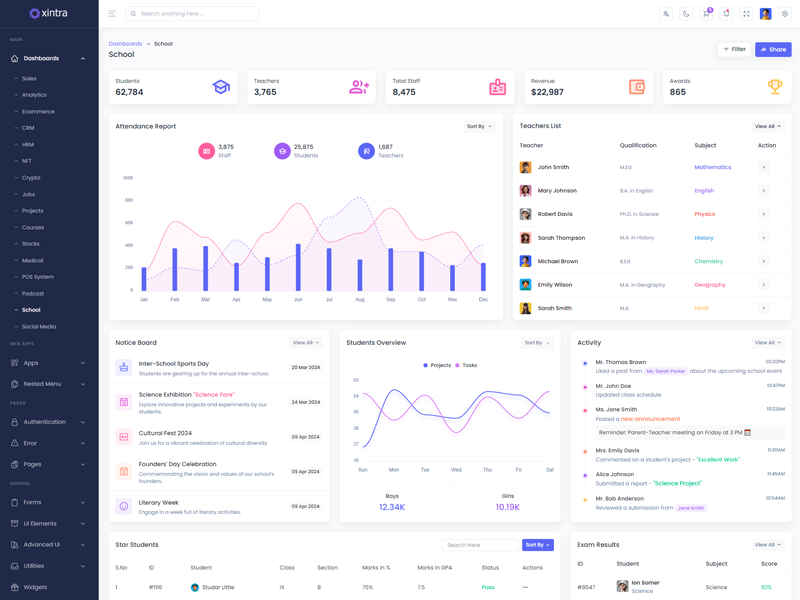 xintra
Search anything here ...
5
MAIN
Dashboards
Sales
Analytics
Ecommerce
CRM
HRM
NFT
Crypto
Jobs
Projects
Courses
Stocks
Medical
POS System
Podcast
School
Social Media
WEB APPS
Apps
Nested Menu
PAGES
Authentication
Error
Pages
GENERAL
Forms
UI Elements
Advanced UI
Utilities
Widgets
Dashboards → School
School
Filter
Share
Students
62,784
Teachers
3,765
Total Staff
8,475
Revenue
$22,987
Awards
865
Attendance Report
Sort By
3,875
Staff
25,875
Students
1,687
Teachers
1000
800
600
400
200
0
Jan Feb Mar Apr May Jun Jul Aug Sep Oct Nov Dec
Teachers List
View All →
Teacher Qualification Subject Action
John Smith M.Ed Mathematics
Mary Johnson B.A. in English English
Robert Davis Ph.D. in Science Physics
Sarah Thompson M.A. in History History
Michael Brown B.Ed Chemistry
Emily Wilson M.A. in Geography Geography
Sarah Smith M.A. Hindi
Notice Board
View All →
Inter-School Sports Day
Students are gearing up for the annual inter-school.
20 Mar 2024
Science Exhibition "Science Fare"
Explore innovative projects and experiments by our
students.
24 Mar 2024
Cultural Fest 2024
Join us for a vibrant celebration of cultural diversity
09 Apr 2024
Founders' Day Celebration
Commemorating the vision and values of our school's
founders.
09 Apr 2024
Literary Week
Engage in a week full of literary activities.
09 Apr 2024
Students Overview
Sort By
Projects Tasks
63
54
45
36
27
18
Sun Mon Tue Wed Thu Fri Sat
Boys
12.34K
Girls
10.19K
Activity
View All →
Mr. Thomas Brown 02:30PM
Liked a post from Ms. Sarah Parker about the upcoming school event
Mr. John Doe 12:47PM
Updated class schedule
Ms. Jane Smith 10:22AM
Posted a new announcement
Reminder: Parent-Teacher meeting on Friday at 3 PM
Mrs. Emily Davis 11:30AM
Commented on a student's project - "Excellent Work"
Alice Johnson 11:45AM
Submitted a report - "Science Project"
Mr. Bob Anderson 10:54AM
Reviewed a submission from Jane Smith
Star Students
Search Here
Sort By
S.No ID Student Class Section Marks In % Marks In GPA Status Actions
1 #1116 Studar Little IX B 75% 7.5 Pass
Exam Results
View All →
ID Student Subject Score
#8547 Ion Somer Science 92%
Science